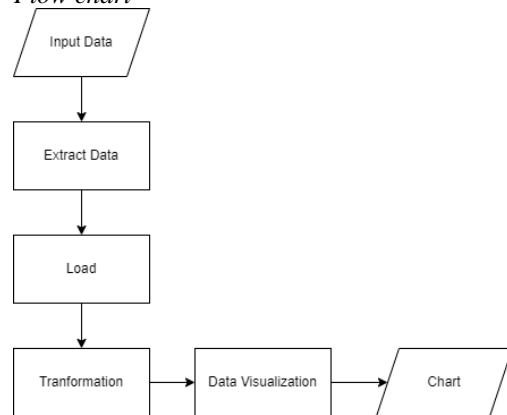 Flow chart
Input Data
Extract Data
Load
Tranformation
Data Visualization
Chart